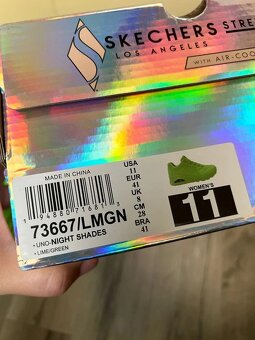 SKECHERS STRE
LOS ANGELES
WITH AIR-COO
MADE IN CHINA
73667/LMGN
• UNO-NIGHT SHADES
• LIME/GREEN
USA
11
EUR
41
UK
8
CM
28
BRA
41
WOMEN'S
11